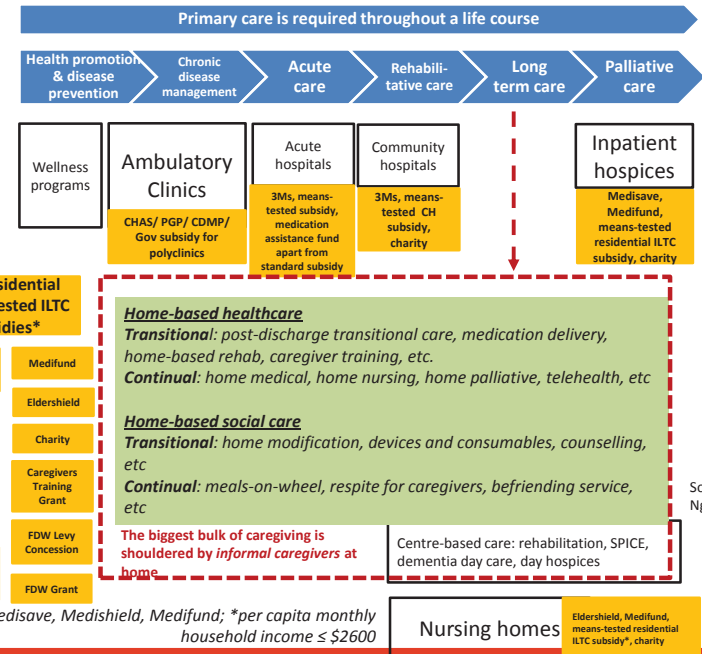 Primary care is required throughout a life course
Health promotion
& disease
prevention
Chronic
disease
management
Acute
care
Rehabili-
tative care
Long
term care
Palliative
care
Wellness
programs
Ambulatory
Clinics
CHAS/ PGP/ CDMP/
Gov subsidy for
polyclinics
Acute
hospitals
3Ms, means-
tested subsidy,
medication
assistance fund
apart from
standard subsidy
Community
hospitals
3Ms, means-
tested CH
subsidy,
charity
Inpatient
hospices
Medisave,
Medifund,
means-tested
residential ILTC
subsidy, charity
Medifund
Eldershield
Charity
Caregivers
Training
Grant
FDW Levy
Concession
FDW Grant
Home-based healthcare
Transitional: post-discharge transitional care, medication delivery,
home-based rehab, caregiver training, etc.
Continual: home medical, home nursing, home palliative, telehealth, etc
Home-based social care
Transitional: home modification, devices and consumables, counselling,
etc
Continual: meals-on-wheel, respite for caregivers, befriending service,
etc
The biggest bulk of caregiving is
shouldered by informal caregivers at
home
Centre-based care: rehabilitation, SPICE,
dementia day care, day hospices
Medishield, Medifund; *per capita monthly
household income ≤ $2600
Nursing homes
Eldershield, Medifund,
means-tested residential
ILTC subsidy*, charity